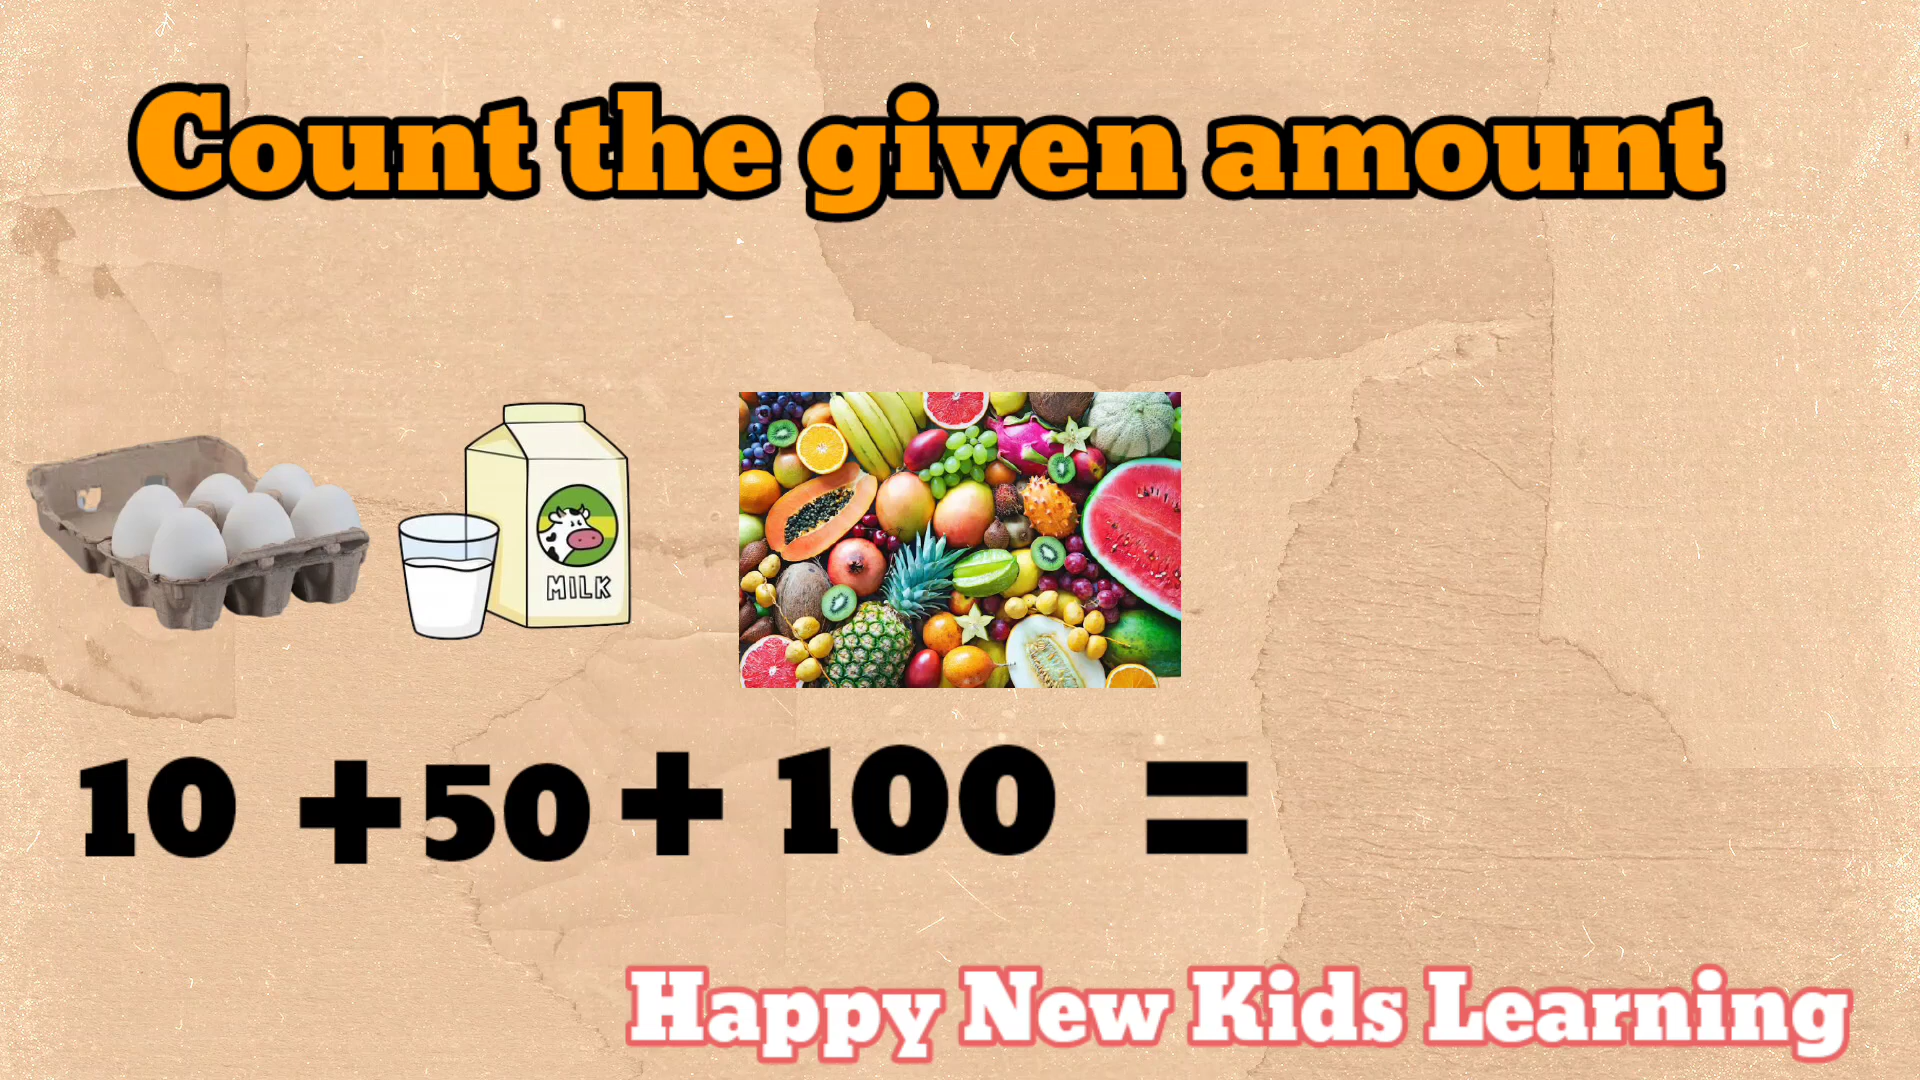 Count the given amount
MILK
10 + 50 + 100 =
Happy New Kids Learning